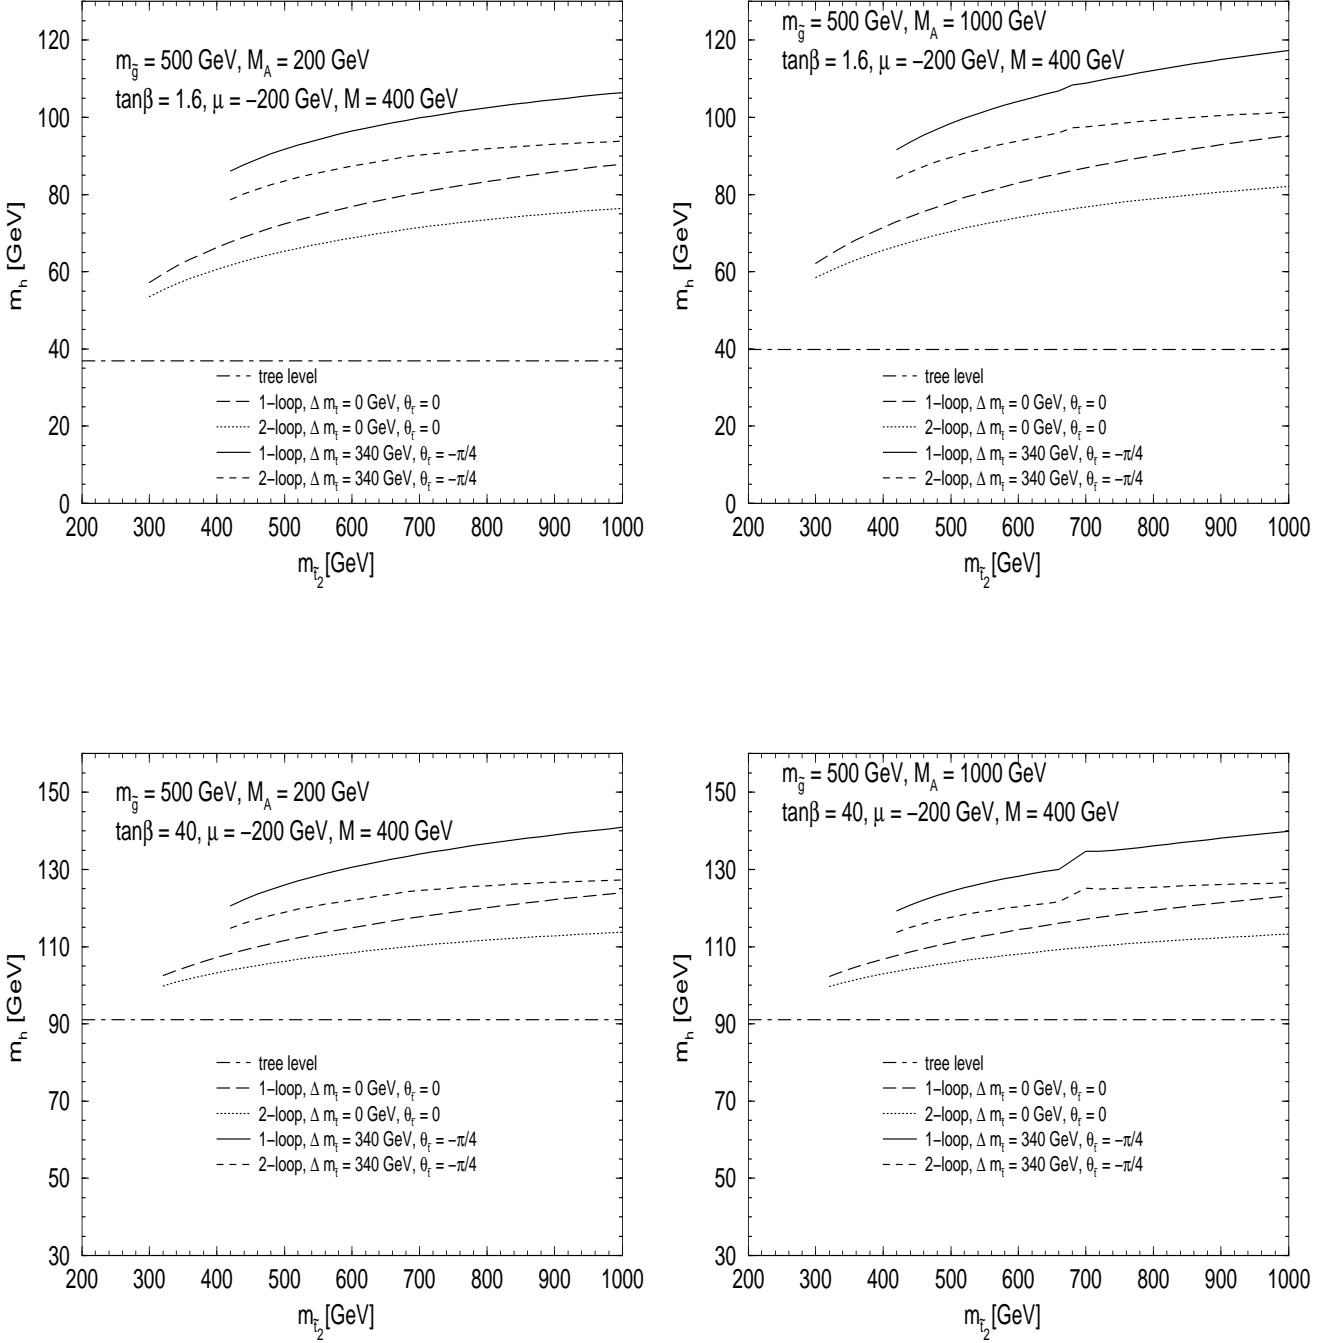 m_g̃ = 500 GeV, M_A = 200 GeV
tanβ = 1.6, μ = −200 GeV, M = 400 GeV
120
100
80
60
40
20
0
m_h [GeV]
tree level
1−loop, Δ m_t̃ = 0 GeV, θ_t̃ = 0
2−loop, Δ m_t̃ = 0 GeV, θ_t̃ = 0
1−loop, Δ m_t̃ = 340 GeV, θ_t̃ = −π/4
2−loop, Δ m_t̃ = 340 GeV, θ_t̃ = −π/4
200 300 400 500 600 700 800 900 1000
m_t̃_2 [GeV]
m_g̃ = 500 GeV, M_A = 1000 GeV
tanβ = 1.6, μ = −200 GeV, M = 400 GeV
120
100
80
60
40
20
0
m_h [GeV]
tree level
1−loop, Δ m_t̃ = 0 GeV, θ_t̃ = 0
2−loop, Δ m_t̃ = 0 GeV, θ_t̃ = 0
1−loop, Δ m_t̃ = 340 GeV, θ_t̃ = −π/4
2−loop, Δ m_t̃ = 340 GeV, θ_t̃ = −π/4
200 300 400 500 600 700 800 900 1000
m_t̃_2 [GeV]
m_g̃ = 500 GeV, M_A = 200 GeV
tanβ = 40, μ = −200 GeV, M = 400 GeV
150
130
110
90
70
50
30
m_h [GeV]
tree level
1−loop, Δ m_t̃ = 0 GeV, θ_t̃ = 0
2−loop, Δ m_t̃ = 0 GeV, θ_t̃ = 0
1−loop, Δ m_t̃ = 340 GeV, θ_t̃ = −π/4
2−loop, Δ m_t̃ = 340 GeV, θ_t̃ = −π/4
200 300 400 500 600 700 800 900 1000
m_t̃_2 [GeV]
m_g̃ = 500 GeV, M_A = 1000 GeV
tanβ = 40, μ = −200 GeV, M = 400 GeV
150
130
110
90
70
50
30
m_h [GeV]
tree level
1−loop, Δ m_t̃ = 0 GeV, θ_t̃ = 0
2−loop, Δ m_t̃ = 0 GeV, θ_t̃ = 0
1−loop, Δ m_t̃ = 340 GeV, θ_t̃ = −π/4
2−loop, Δ m_t̃ = 340 GeV, θ_t̃ = −π/4
200 300 400 500 600 700 800 900 1000
m_t̃_2 [GeV]